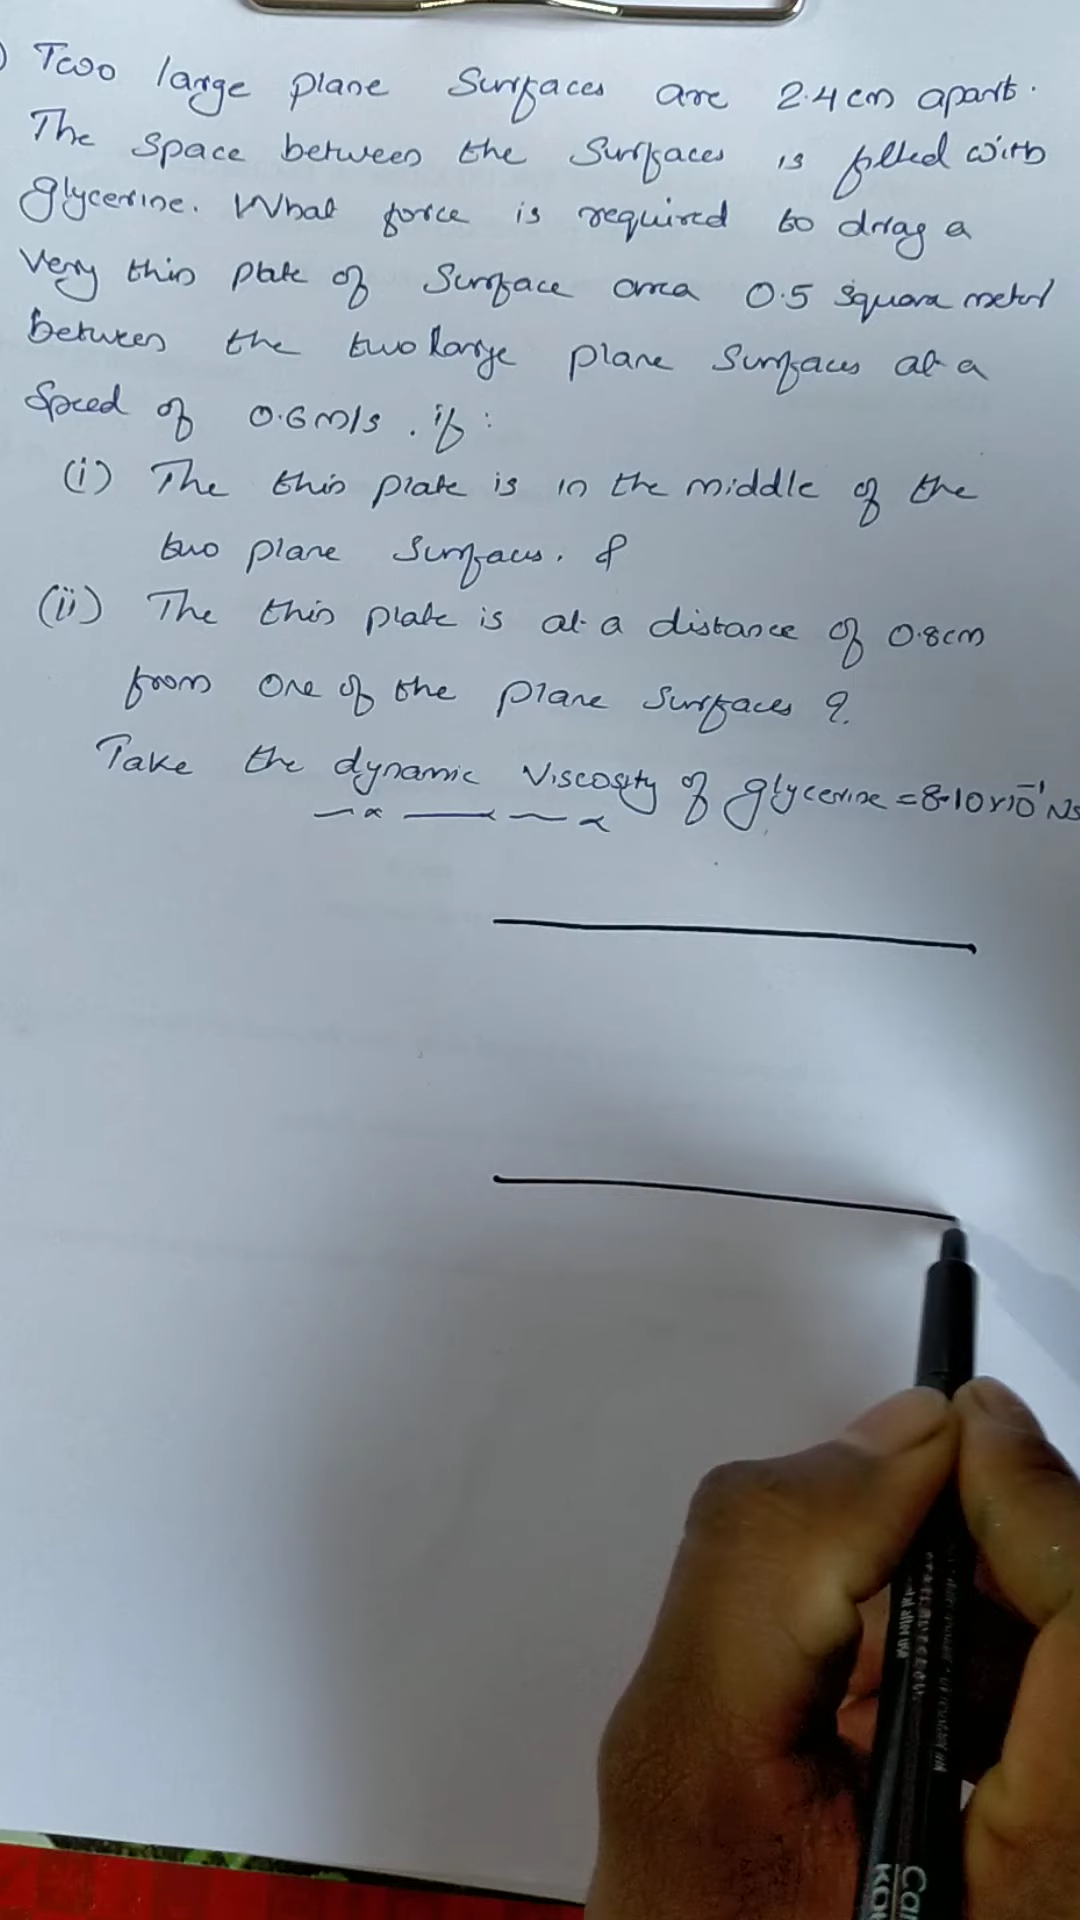 ) Two large plane Surfaces are 2.4 cm apart.
The space between the Surfaces is filled with
glycerine. What force is required to drag a
Very thin plate of Surface area 0.5 Square meter
between the two large plane Surfaces at a
Speed of 0.6 m/s. if:
(i) The thin plate is in the middle of the
two plane Surfaces. &
(ii) The thin plate is at a distance of 0.8cm
from one of the plane Surfaces ?
Take the dynamic Viscosity of glycerine = 8.10 x 10⁻¹ Ns